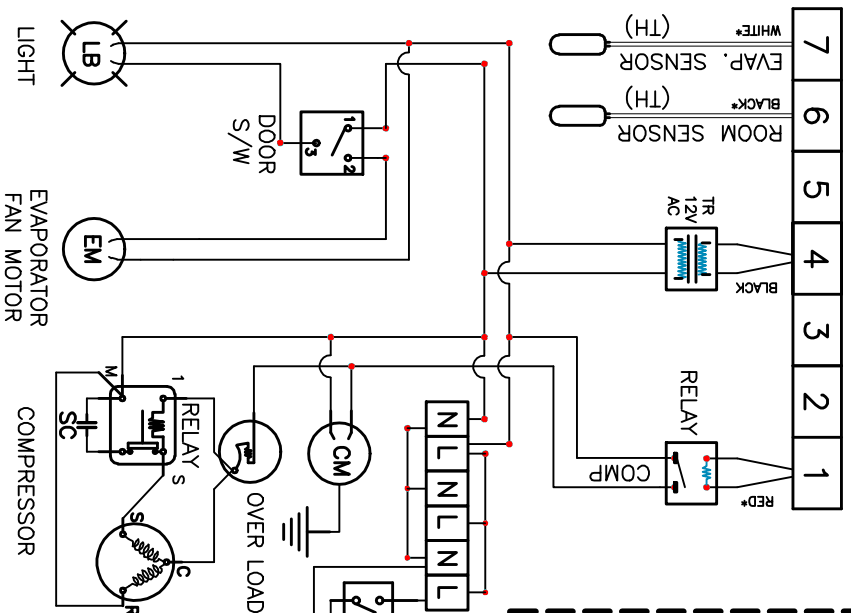 LIGHT
LB
DOOR
S/W
1
2
3
EVAPORATOR
FAN MOTOR
EM
COMPRESSOR
M
1
RELAY
S
SC
S
C
R
OVER LOAD
CM
N
L
N
L
N
L
7
6
5
4
3
2
1
WHITE*
(TH)
EVAP. SENSOR
BLACK*
(TH)
ROOM SENSOR
TR
12V
AC
BLACK
RELAY
COMP
RED*